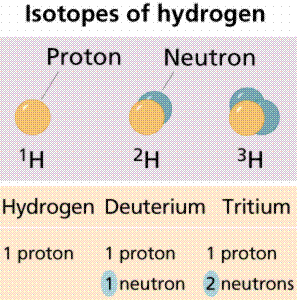 Isotopes of hydrogen
Proton Neutron
¹H ²H ³H
Hydrogen Deuterium Tritium
1 proton 1 proton 1 proton
1 neutron 2 neutrons